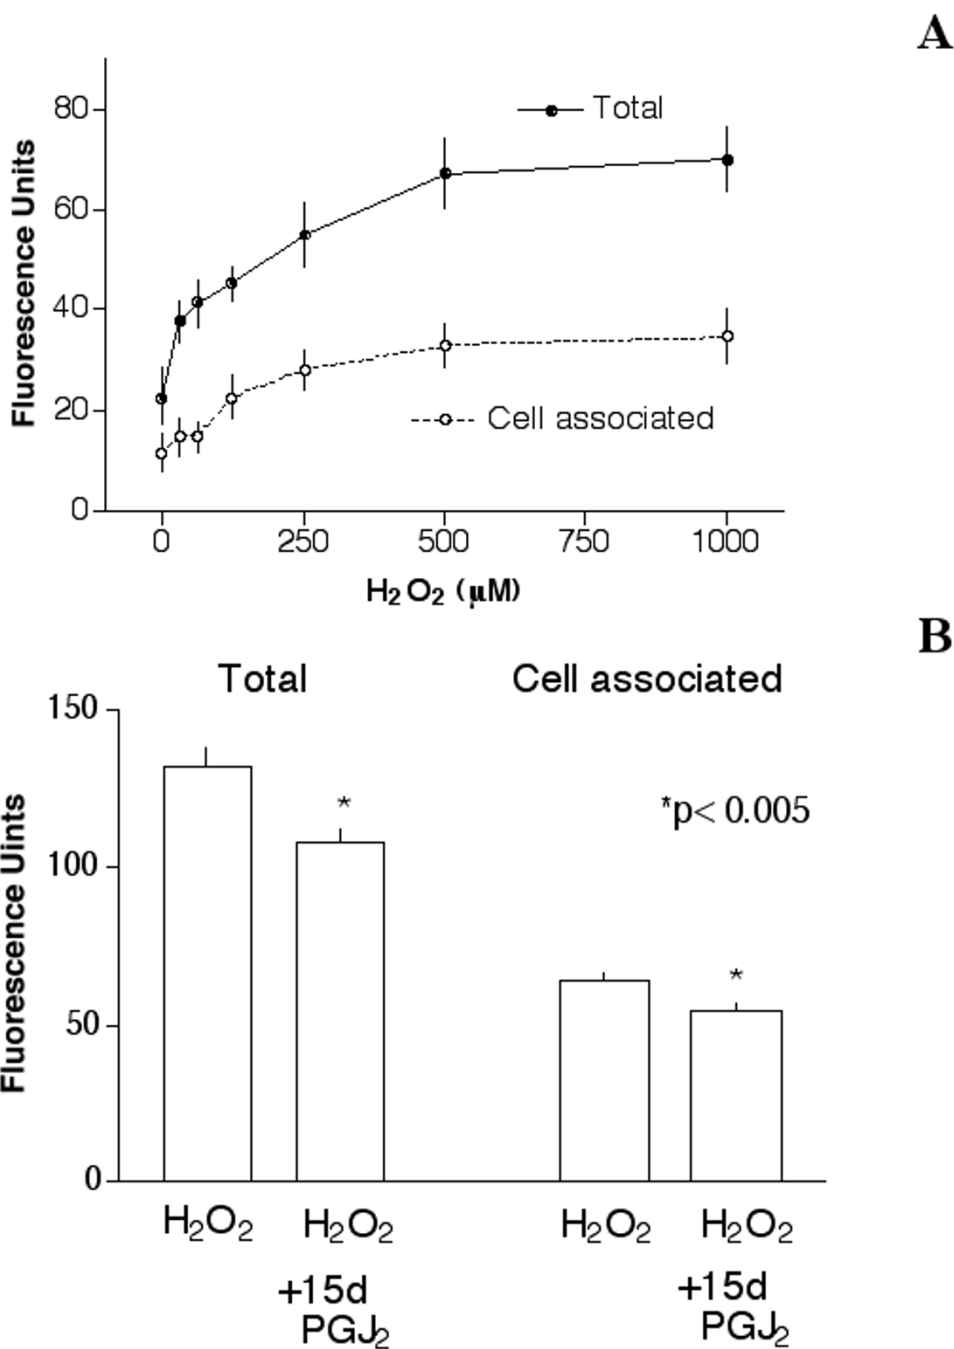 A
Fluorescence Units
80
60
40
20
0
Total
Cell associated
0 250 500 750 1000
H₂O₂ (μM)
B
Total Cell associated
Fluorescence Uints
150
100
50
0
*
*p< 0.005
*
H₂O₂ H₂O₂ H₂O₂ H₂O₂
+15d +15d
PGJ₂ PGJ₂